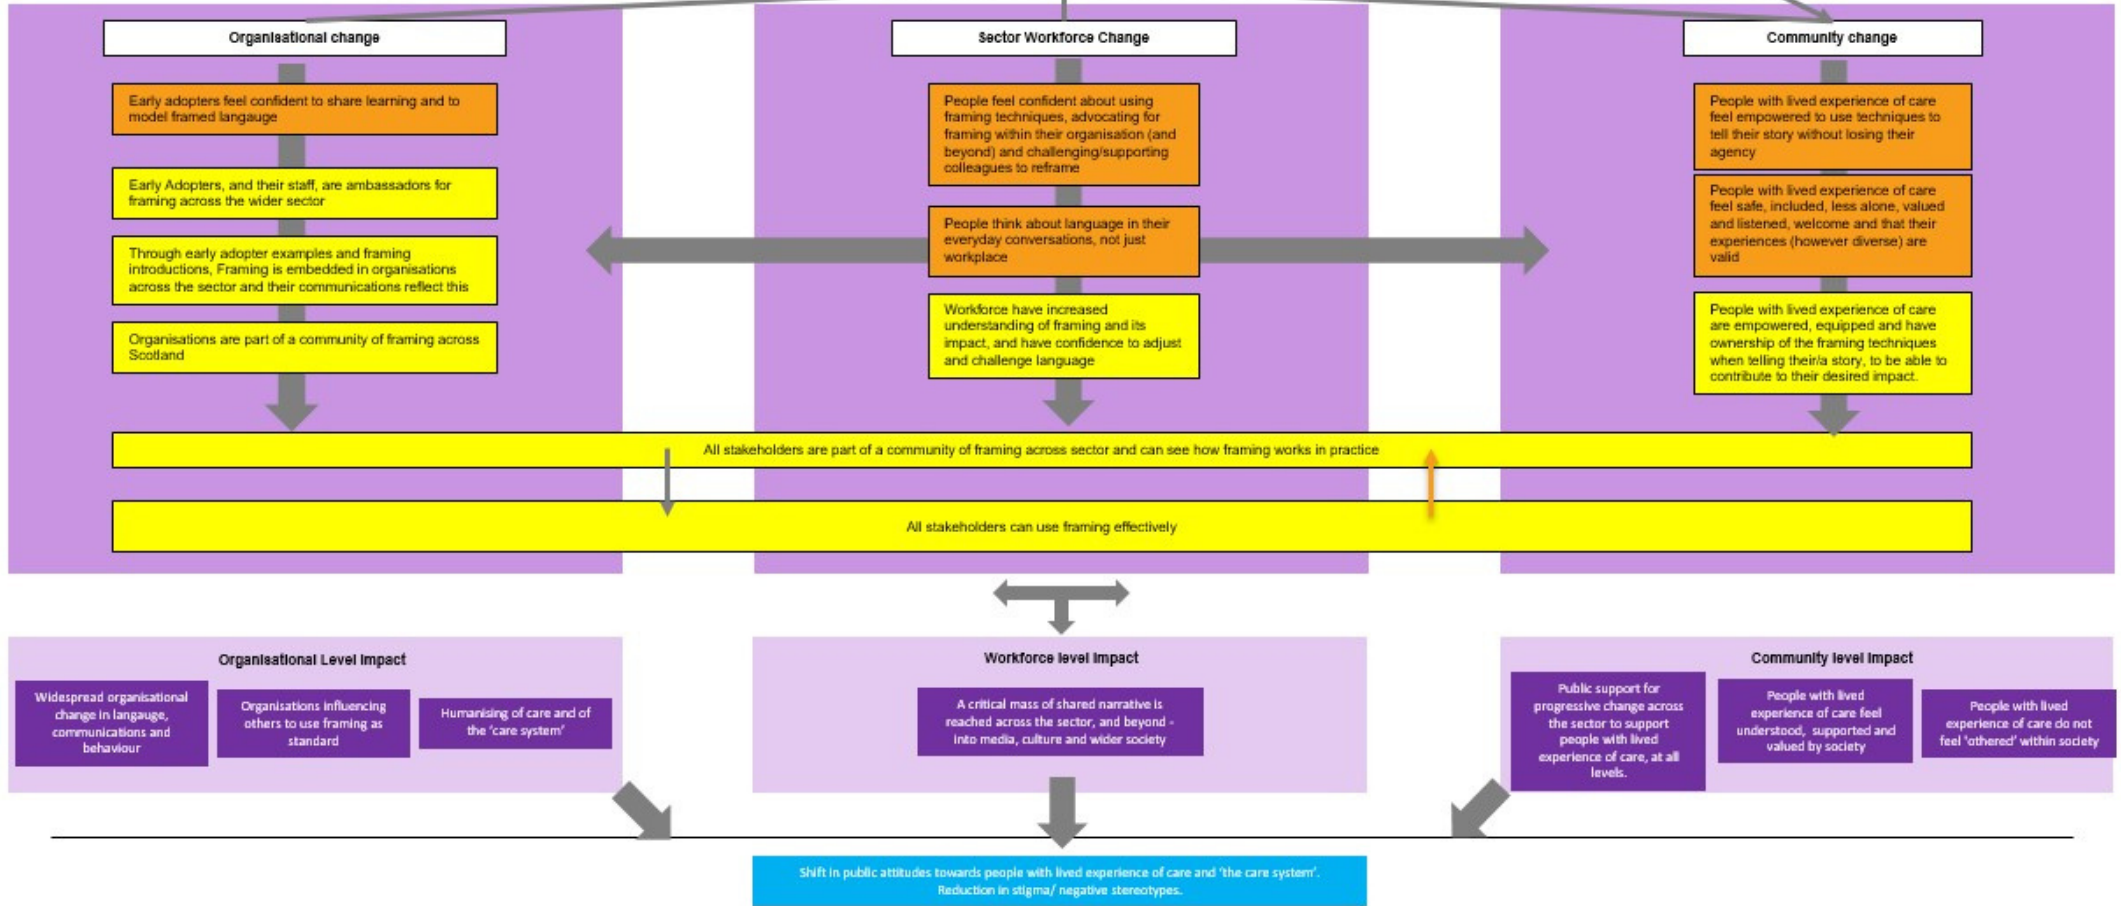 Organisational change
Early adopters feel confident to share learning and to
model framed langauge
Early Adopters, and their staff, are ambassadors for
framing across the wider sector
Through early adopter examples and framing
introductions, Framing is embedded in organisations
across the sector and their communications reflect this
Organisations are part of a community of framing across
Scotland
Sector Workforce Change
People feel confident about using
framing techniques, advocating for
framing within their organisation (and
beyond) and challenging/supporting
colleagues to reframe
People think about language in their
everyday conversations, not just
workplace
Workforce have increased
understanding of framing and its
impact, and have confidence to adjust
and challenge language
Community change
People with lived experience of care
feel empowered to use techniques to
tell their story without losing their
agency
People with lived experience of care
feel safe, included, less alone, valued
and listened, welcome and that their
experiences (however diverse) are
valid
People with lived experience of care
are empowered, equipped and have
ownership of the framing techniques
when telling their/a story, to be able to
contribute to their desired impact.
All stakeholders are part of a community of framing across sector and can see how framing works in practice
All stakeholders can use framing effectively
Organisational Level Impact
Widespread organisational
change in langauge,
communications and
behaviour
Organisations influencing
others to use framing as
standard
Humanising of care and of
the 'care system'
Workforce level Impact
A critical mass of shared narrative is
reached across the sector, and beyond -
into media, culture and wider society
Community level Impact
Public support for
progressive change across
the sector to support
people with lived
experience of care, at all
levels.
People with lived
experience of care feel
understood, supported and
valued by society
People with lived
experience of care do not
feel 'othered' within society
Shift in public attitudes towards people with lived experience of care and 'the care system'.
Reduction in stigma/ negative stereotypes.